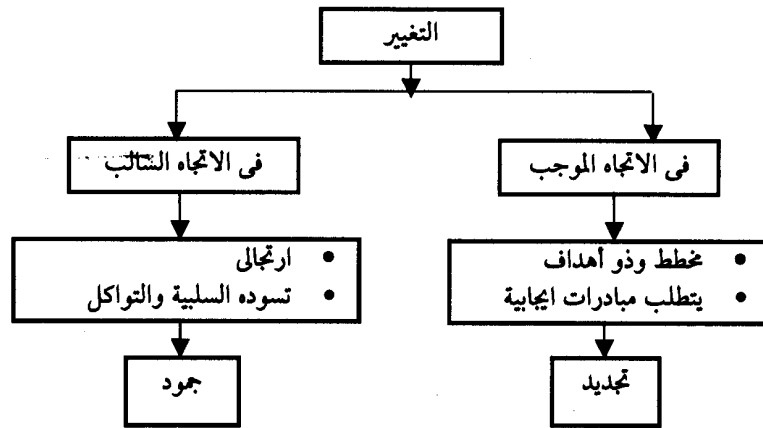 التغيير
فى الاتجاه الموجب
فى الاتجاه السالب
• مخطط وذو أهداف
• يتطلب مبادرات ايجابية
• ارتجالى
• تسوده السلبية والتواكل
تجديد
جمود